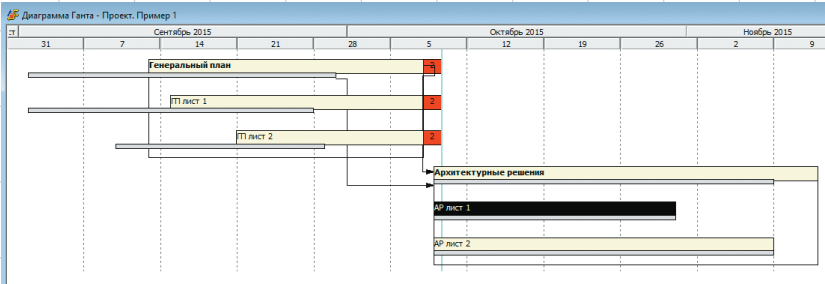 Диаграмма Ганта - Проект. Пример 1
ст Сентябрь 2015 Октябрь 2015 Ноябрь 2015
31 7 14 21 28 5 12 19 26 2 9
Генеральный план 2
ГП лист 1 2
ГП лист 2 2
Архитектурные решения
АР лист 1
АР лист 2